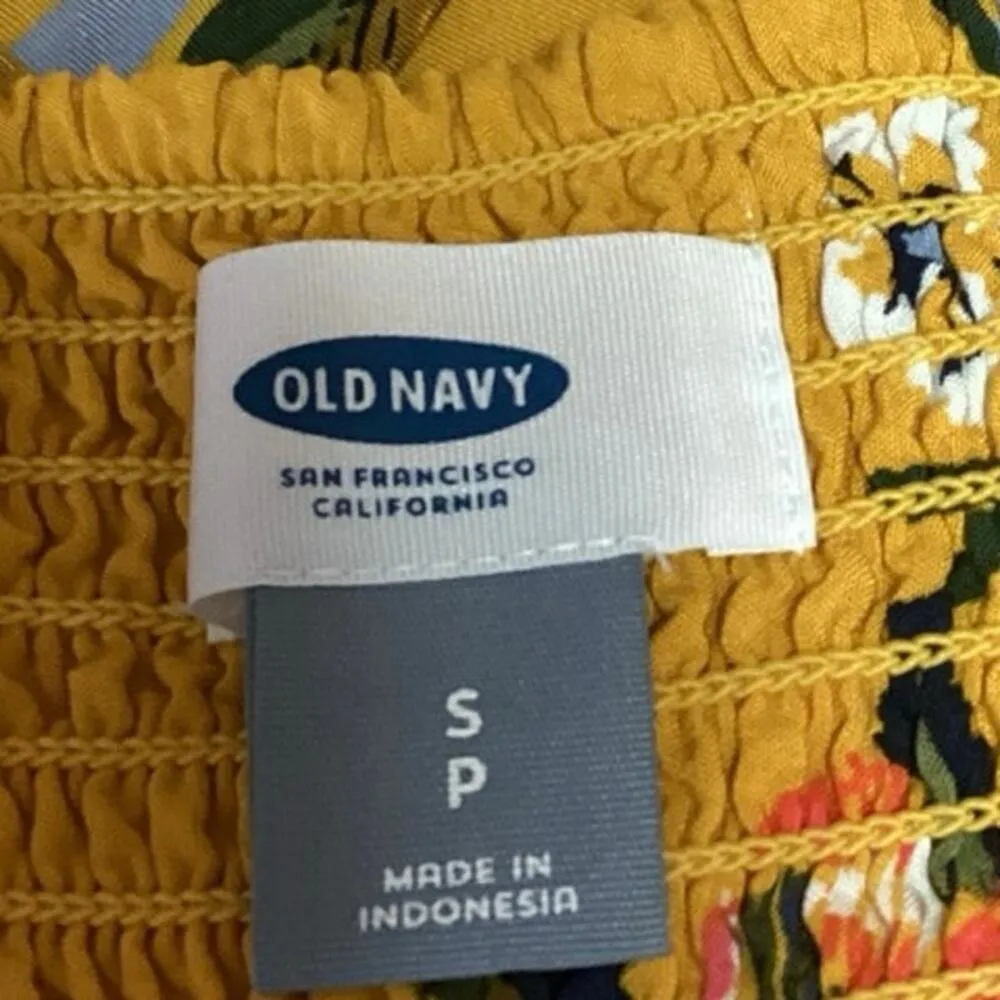 OLD NAVY
SAN FRANCISCO
CALIFORNIA
S
P
MADE IN
INDONESIA